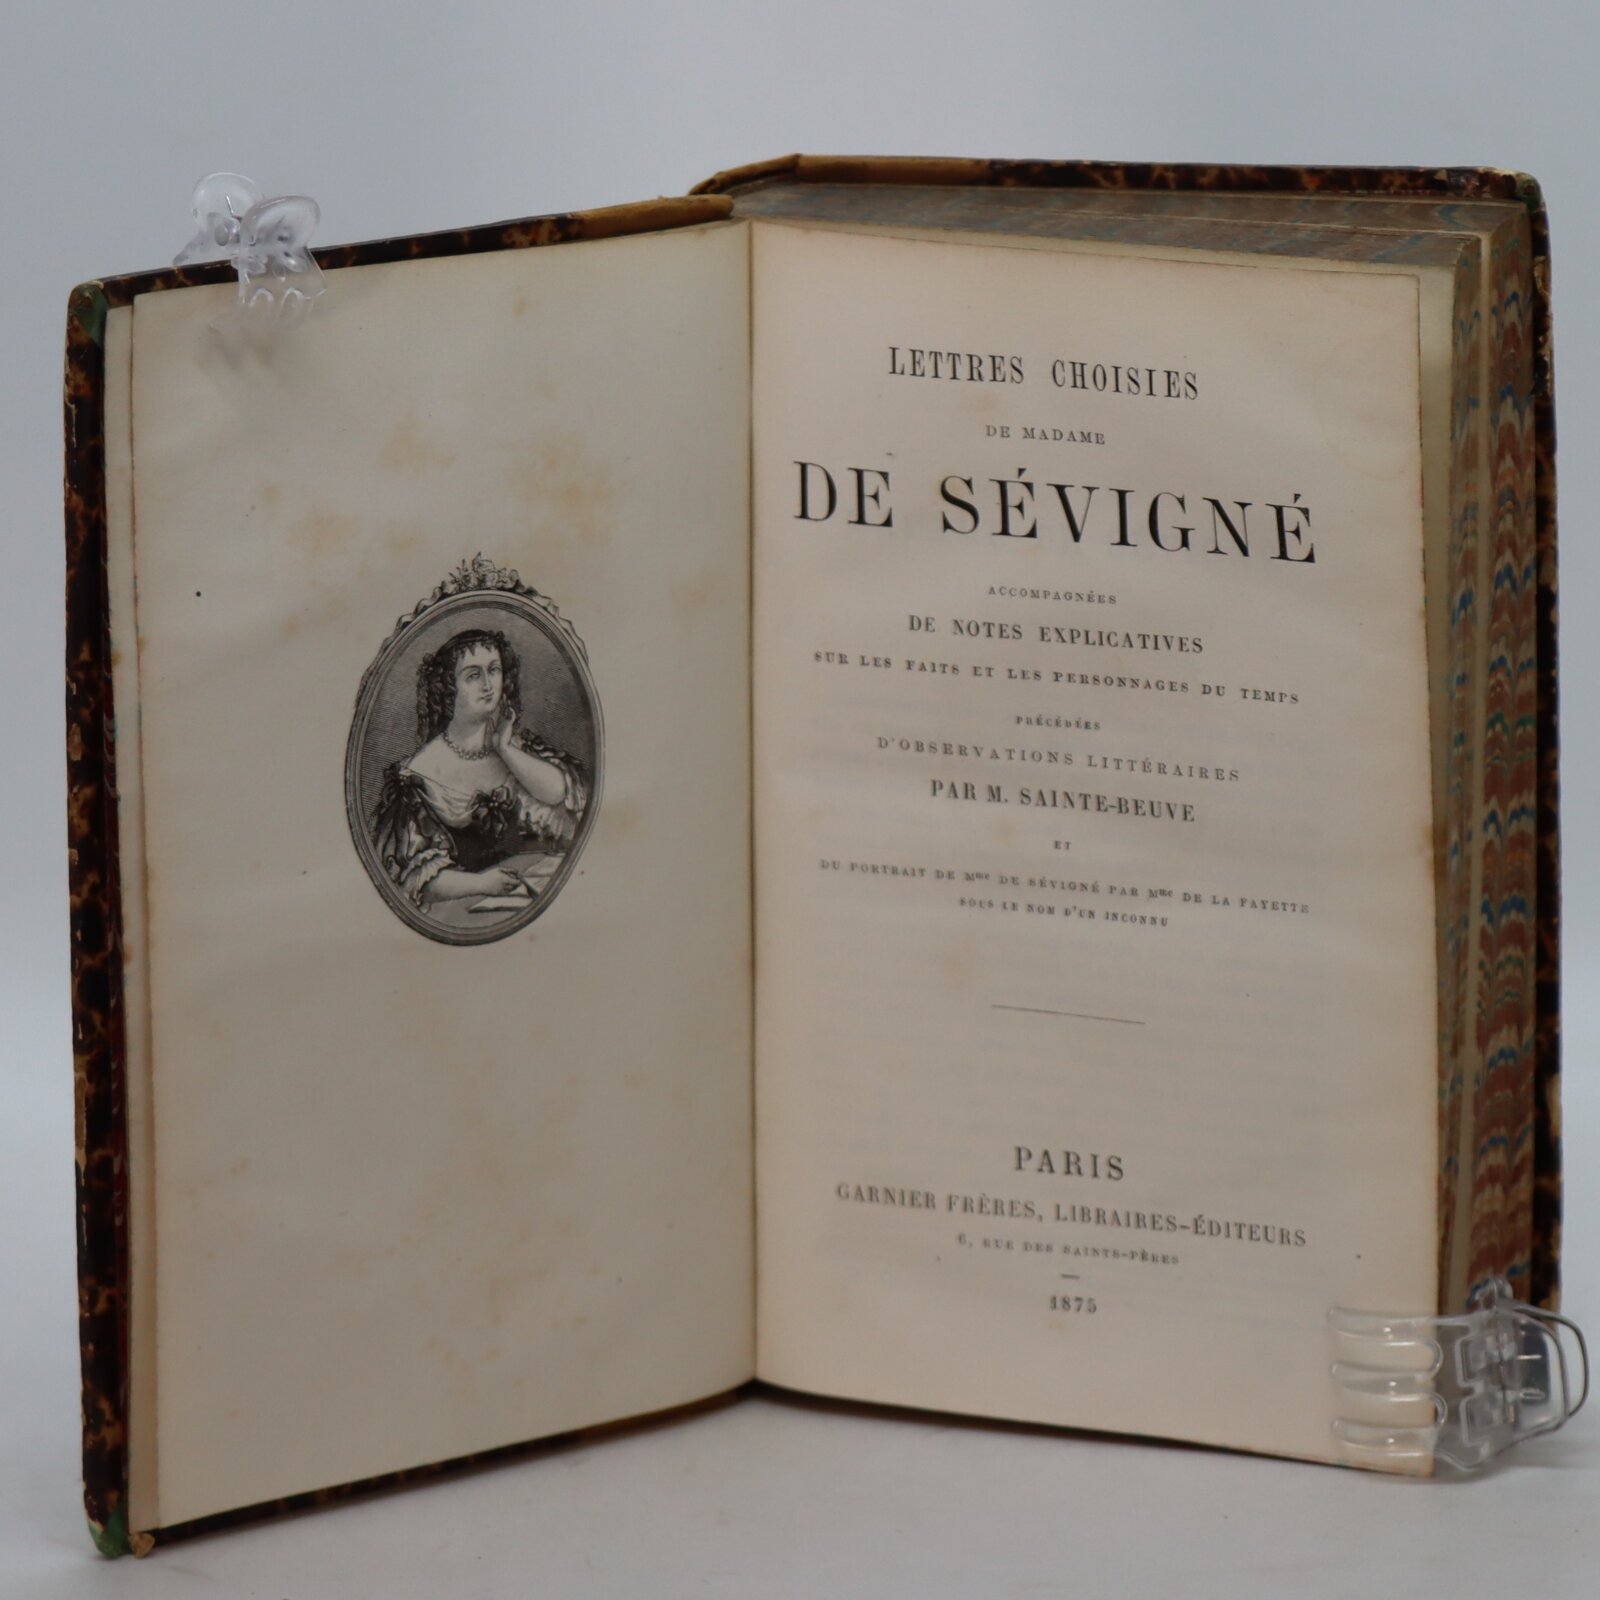 LETTRES CHOISIES
DE MADAME
DE SÉVIGNÉ
ACCOMPAGNÉES
DE NOTES EXPLICATIVES
SUR LES FAITS ET LES PERSONNAGES DU TEMPS
PRÉCÉDÉES
D'OBSERVATIONS LITTÉRAIRES
PAR M. SAINTE-BEUVE
ET
DU PORTRAIT DE Mme DE SÉVIGNÉ PAR Mme DE LA FAYETTE
SOUS LE NOM D'UN INCONNU
PARIS
GARNIER FRÈRES, LIBRAIRES-ÉDITEURS
6, RUE DES SAINTS-PÈRES
1875